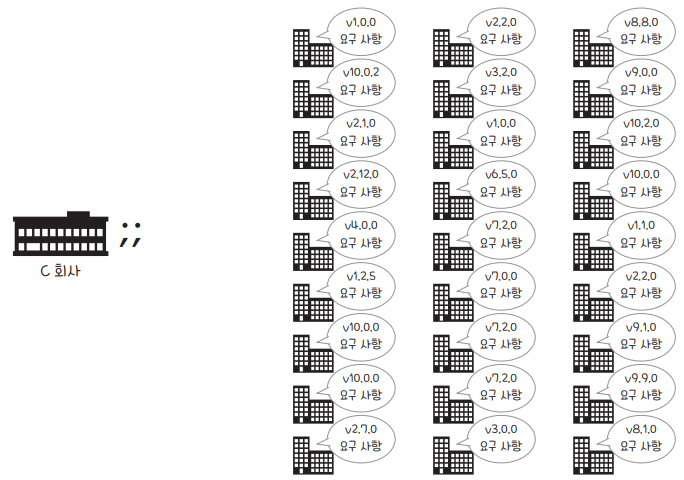 v1.0.0
요구 사항
v10.0.2
요구 사항
v2.1.0
요구 사항
v2.12.0
요구 사항
v4.0.0
요구 사항
v1.2.5
요구 사항
v10.0.0
요구 사항
v10.0.0
요구 사항
v2.7.0
요구 사항
v2.2.0
요구 사항
v3.2.0
요구 사항
v1.0.0
요구 사항
v6.5.0
요구 사항
v7.2.0
요구 사항
v7.0.0
요구 사항
v7.2.0
요구 사항
v7.2.0
요구 사항
v3.0.0
요구 사항
v8.8.0
요구 사항
v9.0.0
요구 사항
v10.2.0
요구 사항
v10.0.0
요구 사항
v1.1.0
요구 사항
v2.2.0
요구 사항
v9.1.0
요구 사항
v9.9.0
요구 사항
v8.1.0
요구 사항
;;
C 회사